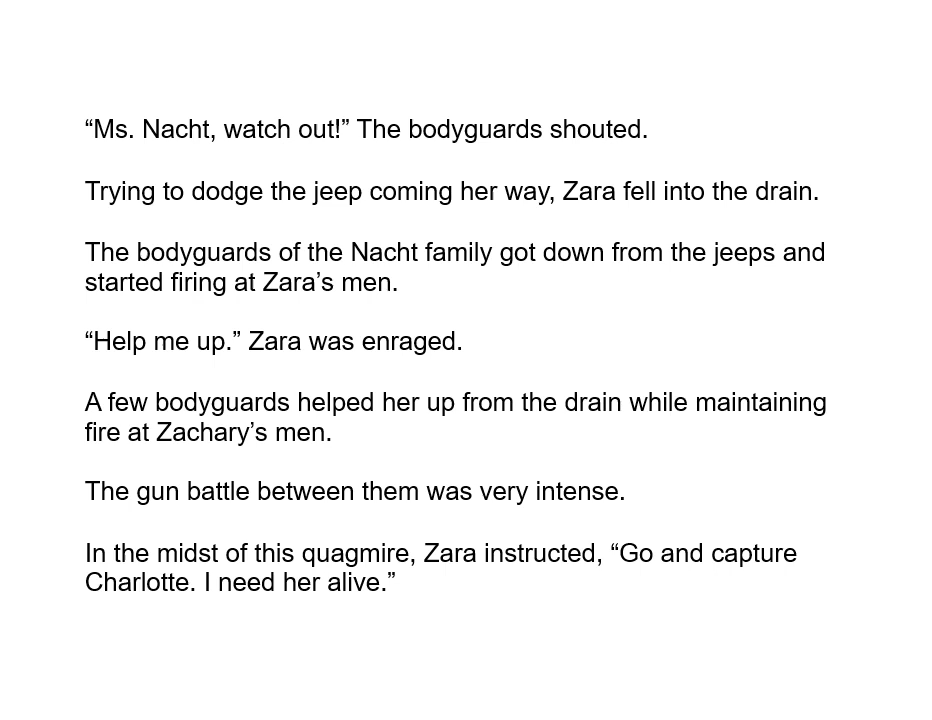 “Ms. Nacht, watch out!” The bodyguards shouted.
Trying to dodge the jeep coming her way, Zara fell into the drain.
The bodyguards of the Nacht family got down from the jeeps and
started firing at Zara’s men.
“Help me up.” Zara was enraged.
A few bodyguards helped her up from the drain while maintaining
fire at Zachary’s men.
The gun battle between them was very intense.
In the midst of this quagmire, Zara instructed, “Go and capture
Charlotte. I need her alive.”